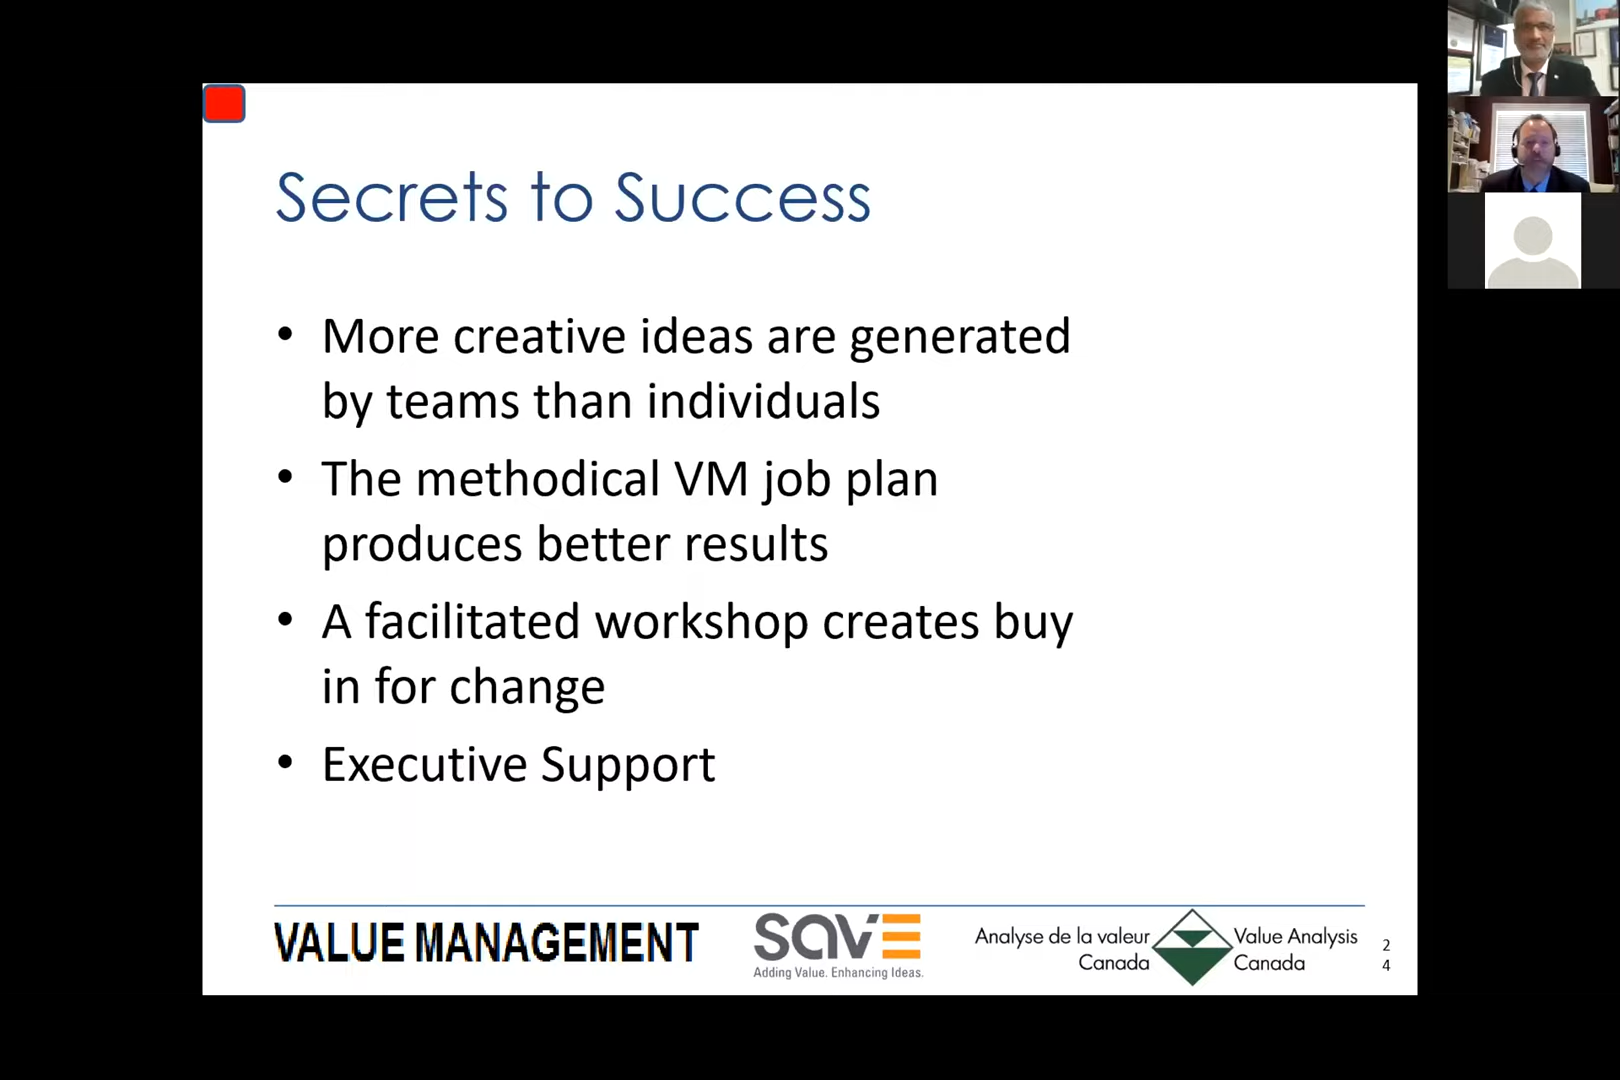 Secrets to Success
• More creative ideas are generated
by teams than individuals
• The methodical VM job plan
produces better results
• A facilitated workshop creates buy
in for change
• Executive Support
VALUE MANAGEMENT
SAVE
Adding Value. Enhancing Ideas.
Analyse de la valeur
Canada
Value Analysis
Canada
2
4